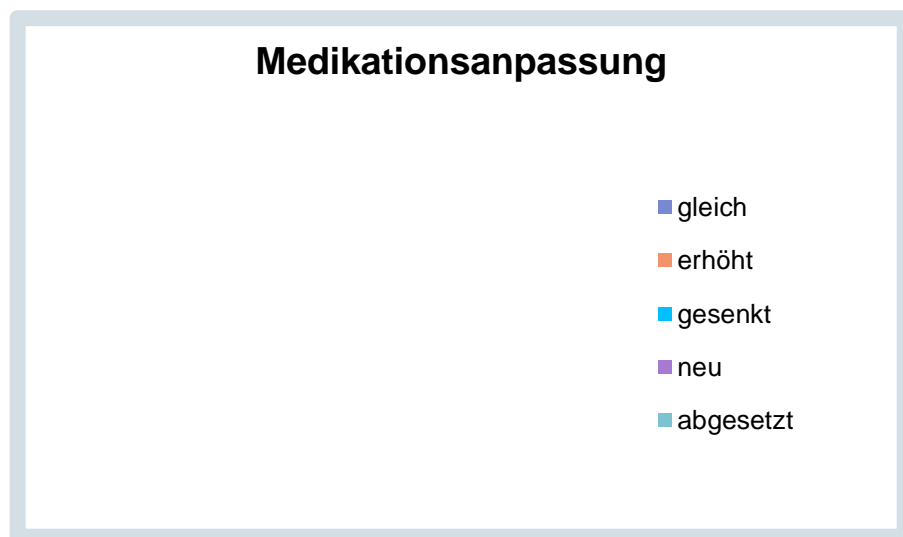 Medikationsanpassung
gleich
erhöht
gesenkt
neu
abgesetzt